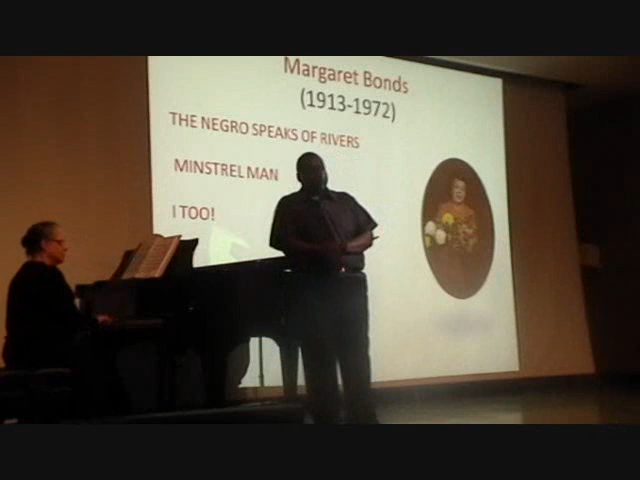 Margaret Bonds
(1913-1972)
THE NEGRO SPEAKS OF RIVERS
MINSTREL MAN
I TOO!